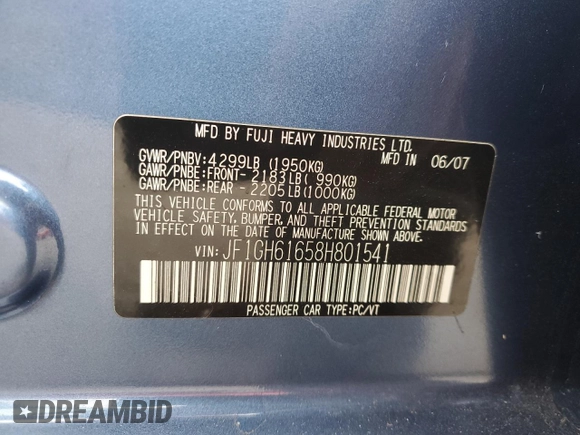 MFD BY FUJI HEAVY INDUSTRIES LTD.
GVWR/PNBV:4299LB (1950KG) MFD IN 06/07
GAWR/PNBE:FRONT- 2183LB( 990KG)
GAWR/PNBE:REAR - 2205LB(1000KG)
THIS VEHICLE CONFORMS TO ALL APPLICABLE FEDERAL MOTOR
VEHICLE SAFETY, BUMPER, AND THEFT PREVENTION STANDARDS
IN EFFECT ON THE DATE OF MANUFACTURE SHOWN ABOVE.
VIN:JF1GH61658H801541
PASSENGER CAR TYPE:PC/VT
DREAMBID